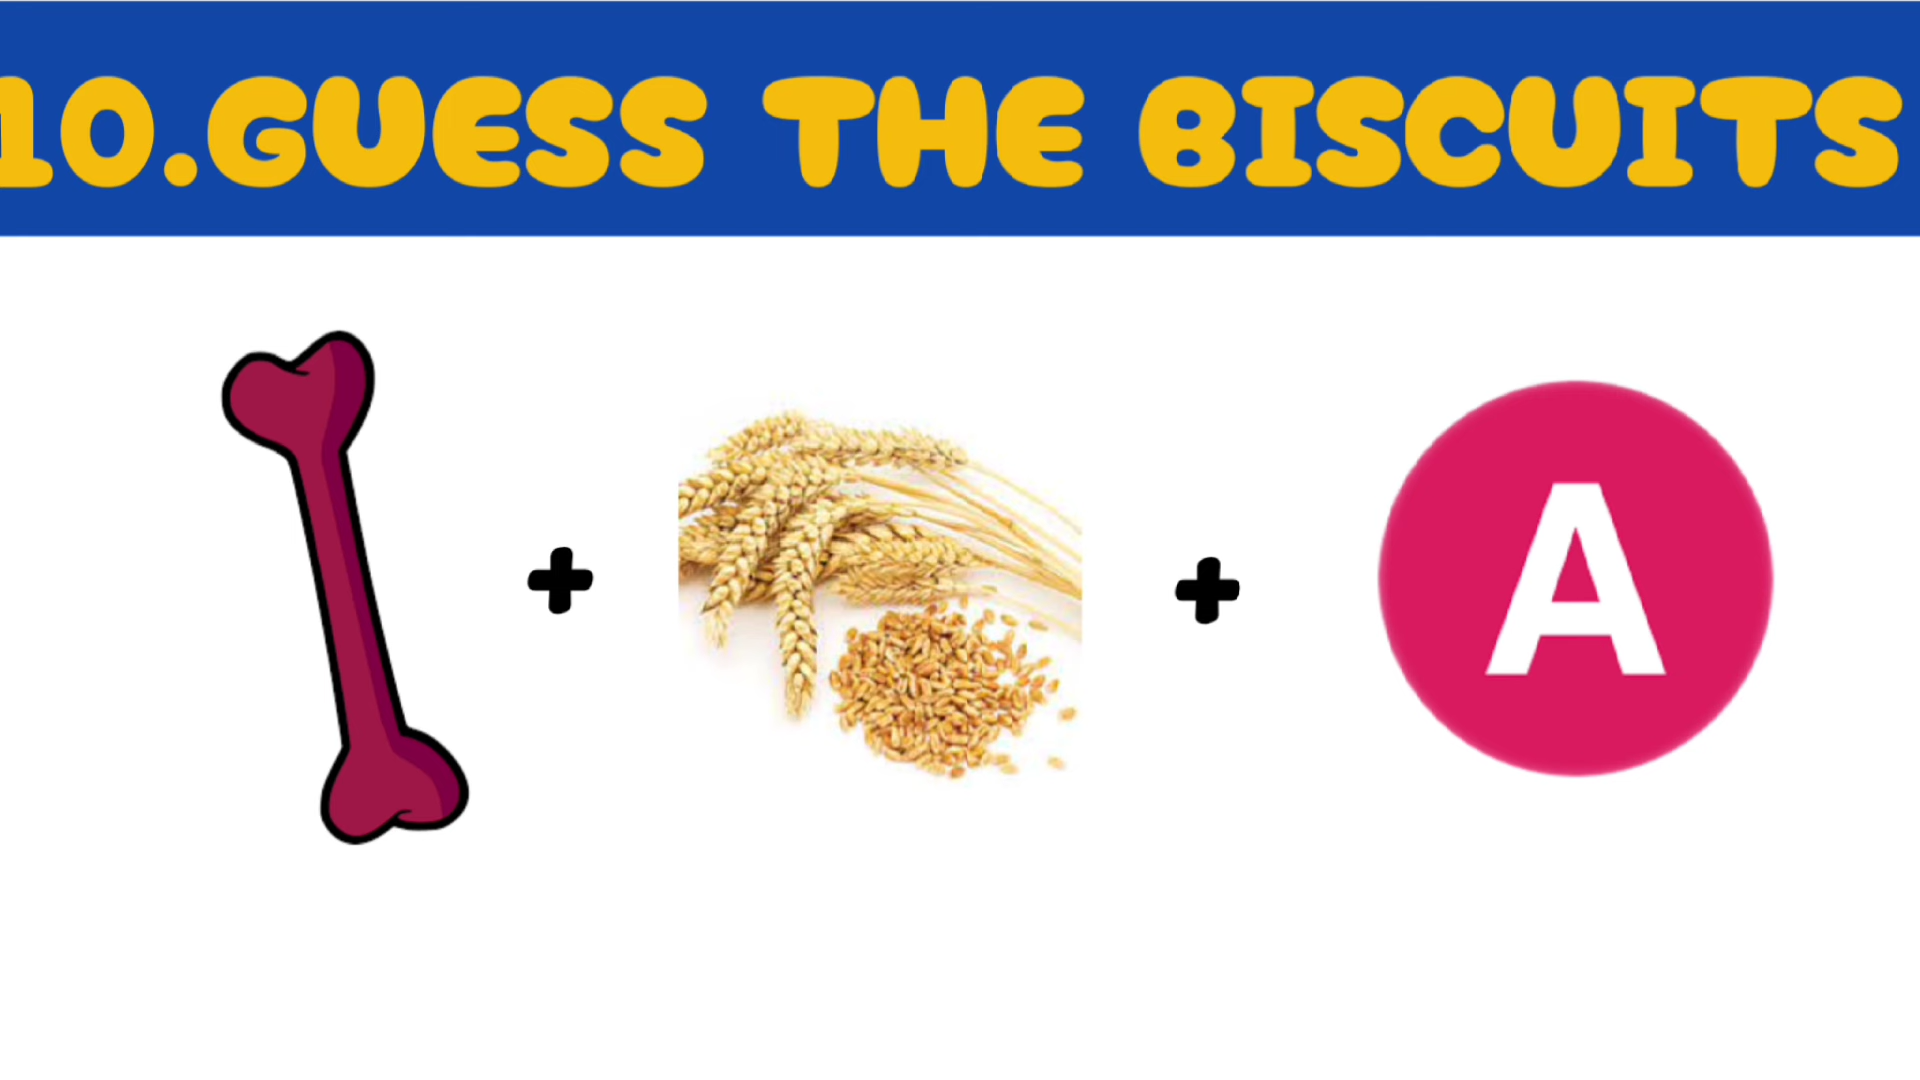 10.GUESS THE BISCUITS
+ + A